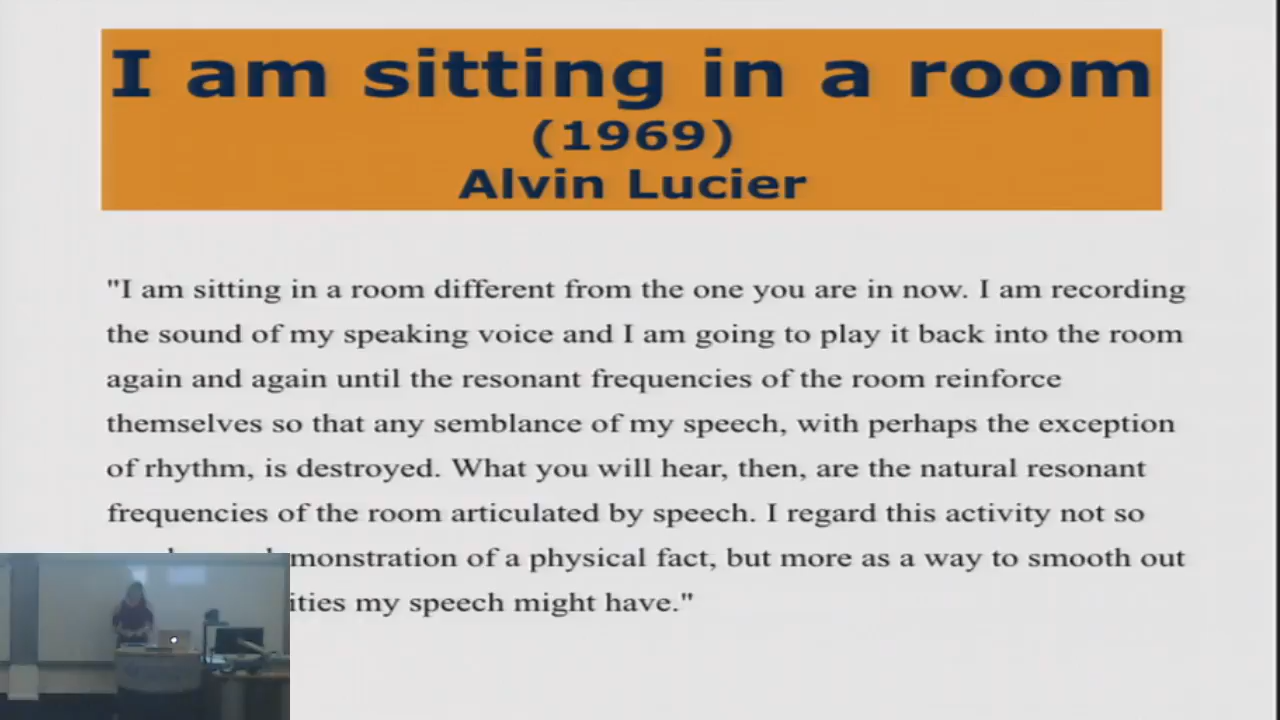 I am sitting in a room
(1969)
Alvin Lucier
"I am sitting in a room different from the one you are in now. I am recording
the sound of my speaking voice and I am going to play it back into the room
again and again until the resonant frequencies of the room reinforce
themselves so that any semblance of my speech, with perhaps the exception
of rhythm, is destroyed. What you will hear, then, are the natural resonant
frequencies of the room articulated by speech. I regard this activity not so
monstration of a physical fact, but more as a way to smooth out
ities my speech might have."